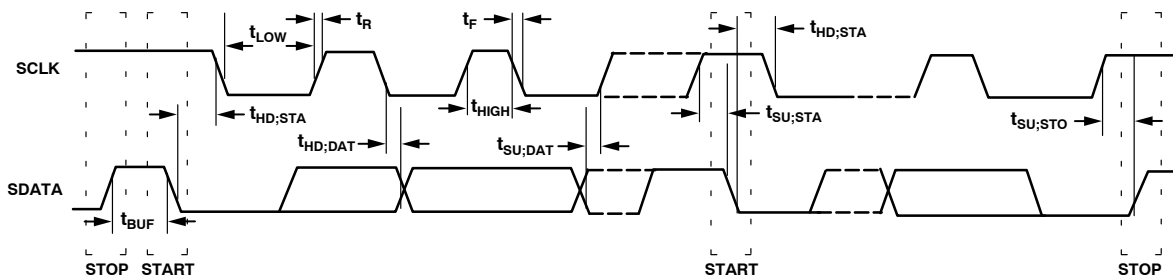 tR
tF
tLOW
tHD;STA
SCLK
tHD;STA
tHIGH
tSU;STA
tSU;STO
tHD;DAT
tSU;DAT
SDATA
tBUF
STOP START START STOP